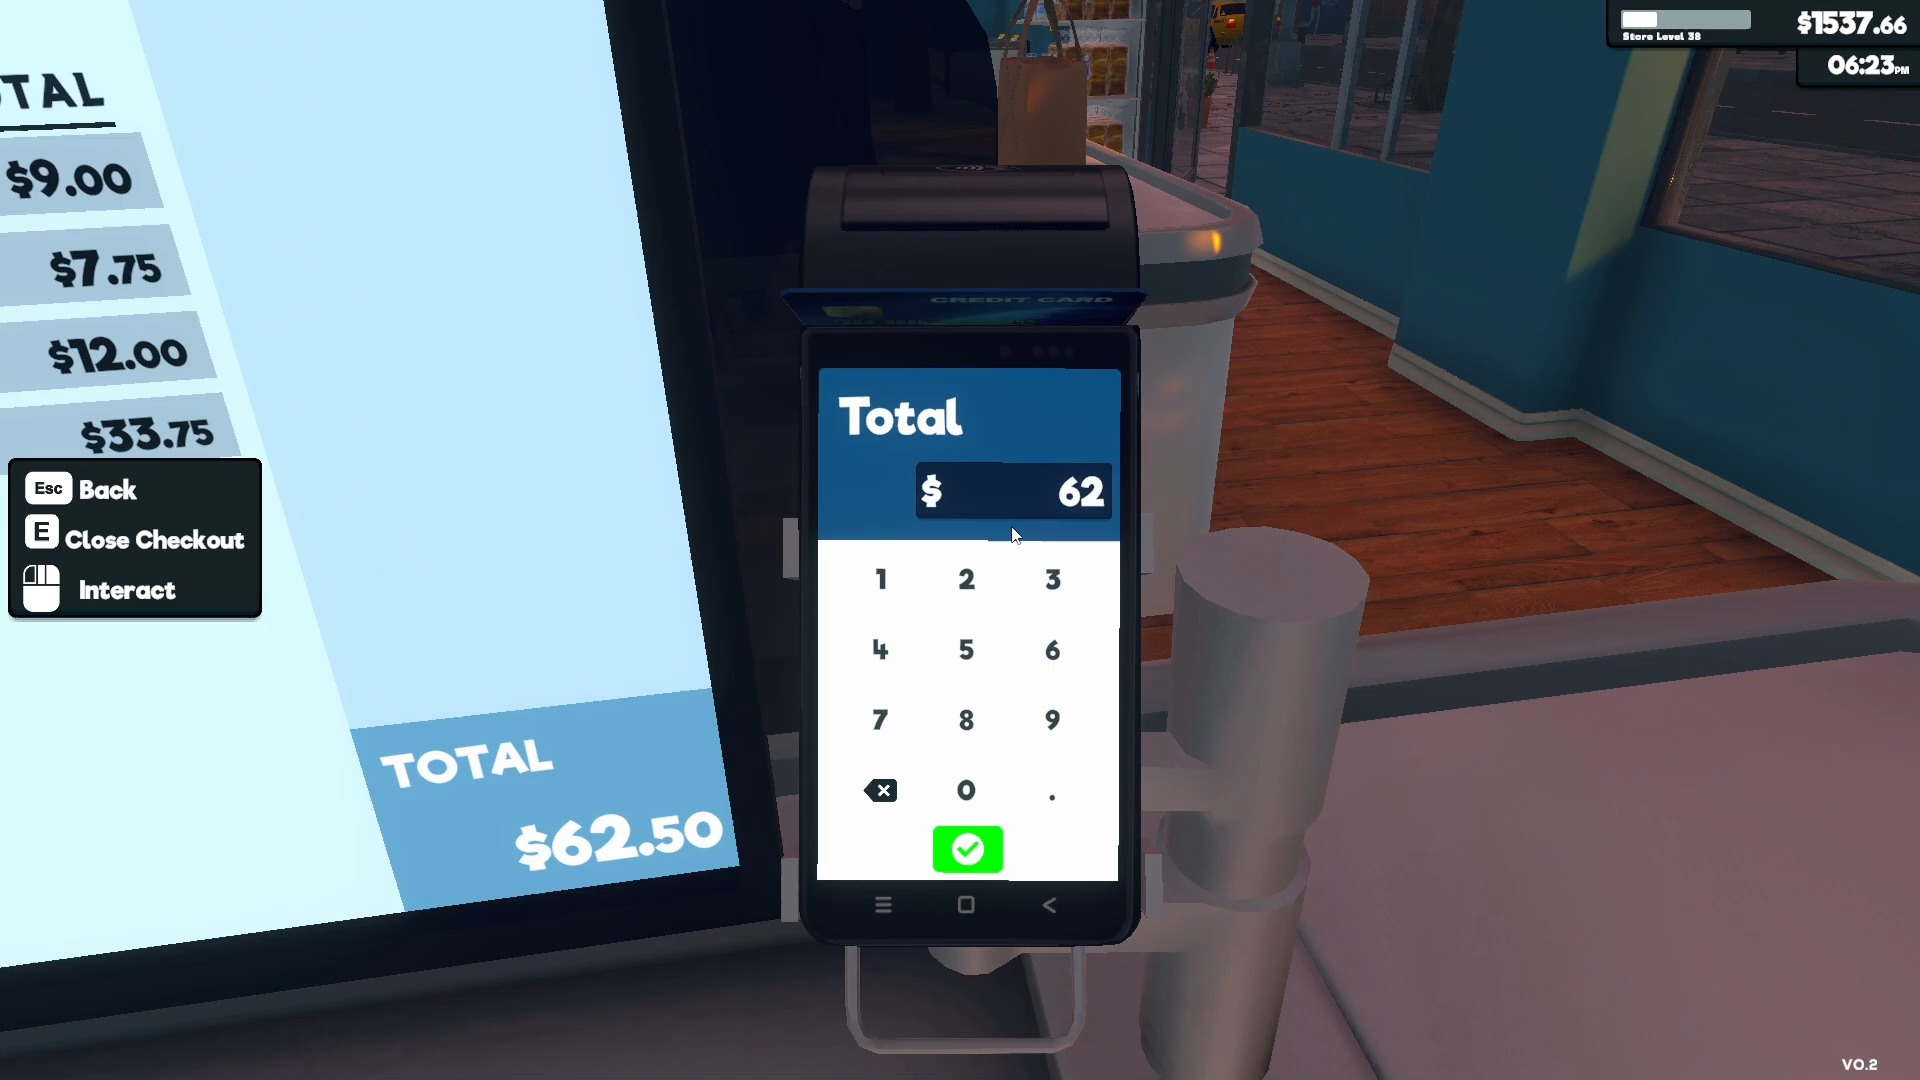 Store Level 38
$1537.66
06:23PM
OTAL
$9.00
$7.75
$12.00
$33.75
Esc Back
E Close Checkout
Interact
TOTAL
$62.50
CREDIT CARD
Total
$ 62
1 2 3
4 5 6
7 8 9
0 .
V0.2